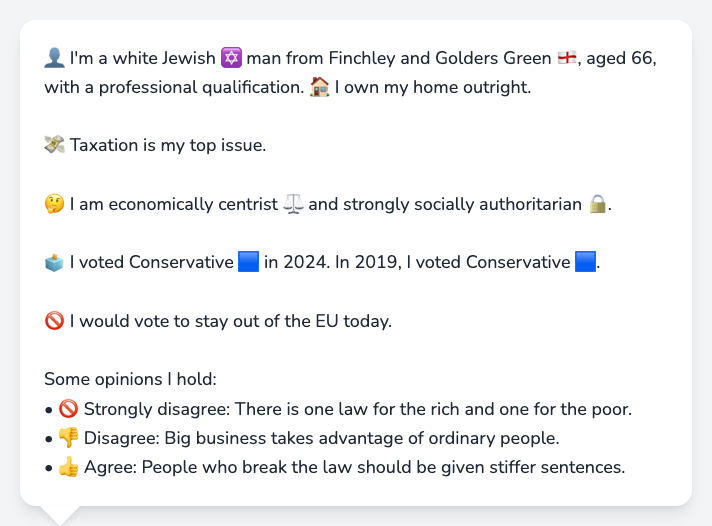 👤 I'm a white Jewish ✡️ man from Finchley and Golders Green 🏴󠁧󠁢󠁥󠁮󠁧󠁿, aged 66,
with a professional qualification. 🏠 I own my home outright.
💸 Taxation is my top issue.
🤔 I am economically centrist ⚖️ and strongly socially authoritarian 🔒.
🗳️ I voted Conservative 🟦 in 2024. In 2019, I voted Conservative 🟦.
🚫 I would vote to stay out of the EU today.
Some opinions I hold:
• 🚫 Strongly disagree: There is one law for the rich and one for the poor.
• 👎 Disagree: Big business takes advantage of ordinary people.
• 👍 Agree: People who break the law should be given stiffer sentences.